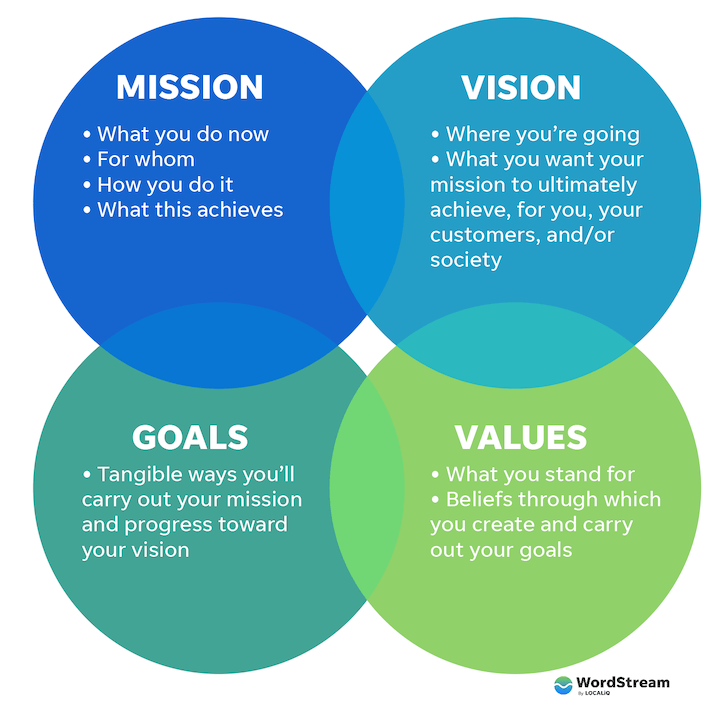 MISSION
• What you do now
• For whom
• How you do it
• What this achieves
VISION
• Where you’re going
• What you want your
mission to ultimately
achieve, for you, your
customers, and/or
society
GOALS
• Tangible ways you’ll
carry out your mission
and progress toward
your vision
VALUES
• What you stand for
• Beliefs through which
you create and carry
out your goals
WordStream
by LOCALiQ